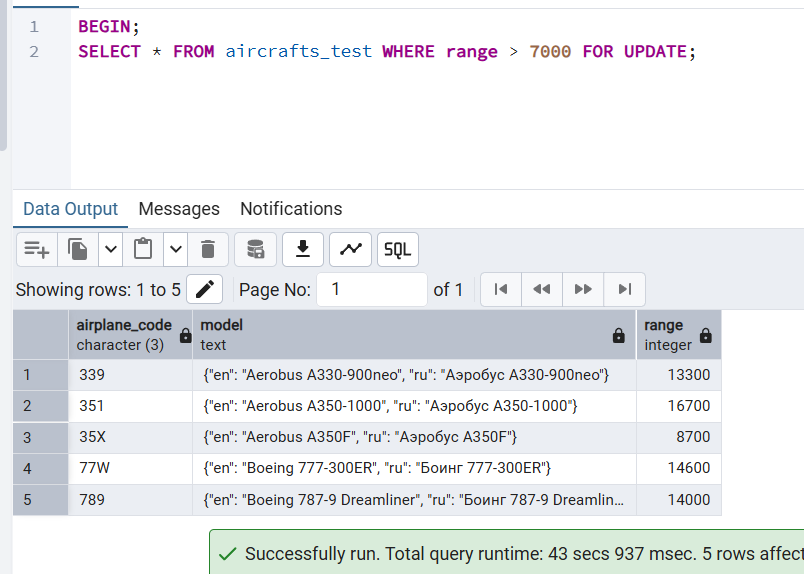 1 BEGIN;
2 SELECT * FROM aircrafts_test WHERE range > 7000 FOR UPDATE;
Data Output Messages Notifications
SQL
Showing rows: 1 to 5 Page No: 1 of 1
airplane_code model range
character (3) text integer
1 339 {"en": "Aerobus A330-900neo", "ru": "Аэробус A330-900neo"} 13300
2 351 {"en": "Aerobus A350-1000", "ru": "Аэробус A350-1000"} 16700
3 35X {"en": "Aerobus A350F", "ru": "Аэробус A350F"} 8700
4 77W {"en": "Boeing 777-300ER", "ru": "Боинг 777-300ER"} 14600
5 789 {"en": "Boeing 787-9 Dreamliner", "ru": "Боинг 787-9 Dreamlin... 14000
Successfully run. Total query runtime: 43 secs 937 msec. 5 rows affect